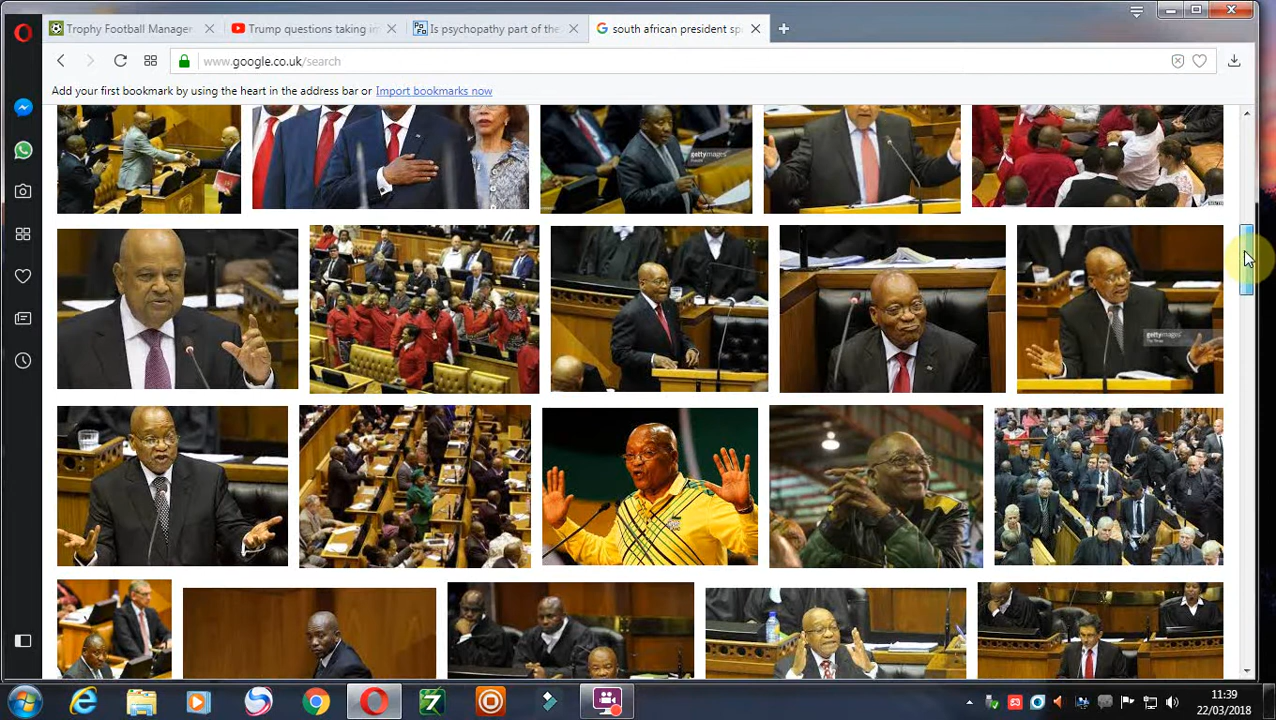 Trophy Football Manager
Trump questions taking i
Is psychopathy part of the
south african president sp
www.google.co.uk/search
Add your first bookmark by using the heart in the address bar or Import bookmarks now
gettyimages
gettyimages
11:39
22/03/2018